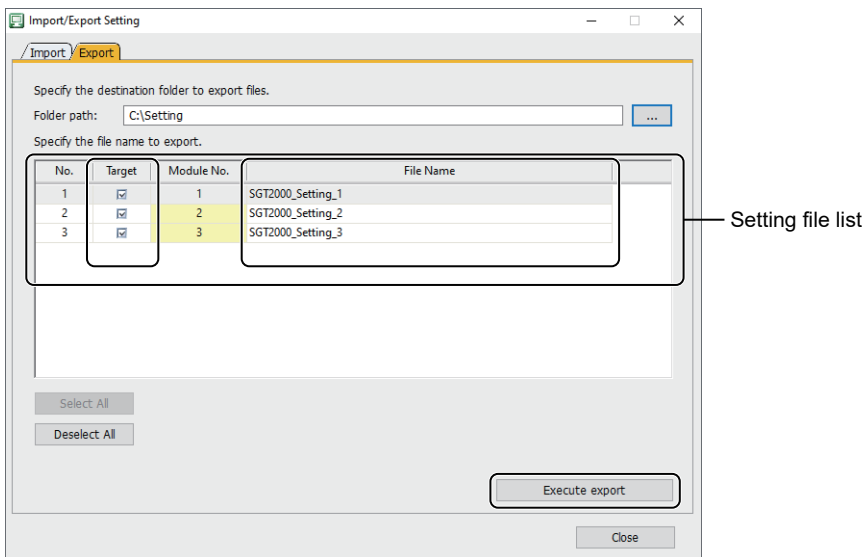 Import/Export Setting
Import Export
Specify the destination folder to export files.
Folder path: C:\Setting ...
Specify the file name to export.
No. Target Module No. File Name
1 1 SGT2000_Setting_1
2 2 SGT2000_Setting_2
3 3 SGT2000_Setting_3
Setting file list
Select All
Deselect All
Execute export
Close